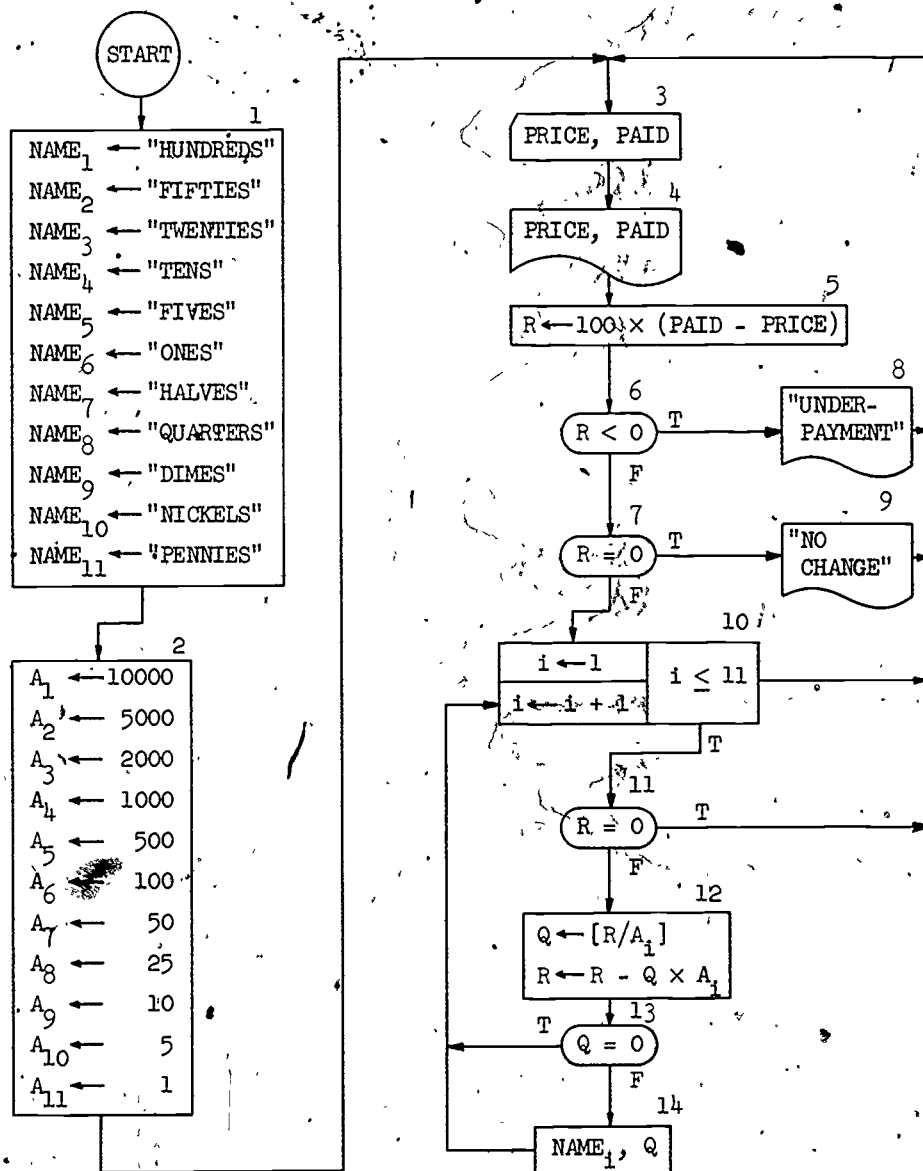 START
1
NAME1 ← "HUNDREDS"
NAME2 ← "FIFTIES"
NAME3 ← "TWENTIES"
NAME4 ← "TENS"
NAME5 ← "FIVES"
NAME6 ← "ONES"
NAME7 ← "HALVES"
NAME8 ← "QUARTERS"
NAME9 ← "DIMES"
NAME10 ← "NICKELS"
NAME11 ← "PENNIES"
2
A1 ← 10000
A2 ← 5000
A3 ← 2000
A4 ← 1000
A5 ← 500
A6 ← 100
A7 ← 50
A8 ← 25
A9 ← 10
A10 ← 5
A11 ← 1
3
PRICE, PAID
4
PRICE, PAID
5
R ← 100 × (PAID - PRICE)
6
R < 0 T
F
8
"UNDER-
PAYMENT"
7
R = 0 T
F
9
"NO
CHANGE"
10
i ← 1
i ← i + 1
i ≤ 11
T
11
R = 0 T
F
12
Q ← [R/Ai]
R ← R - Q × Ai
13
T Q = 0
F
14
NAMEi, Q